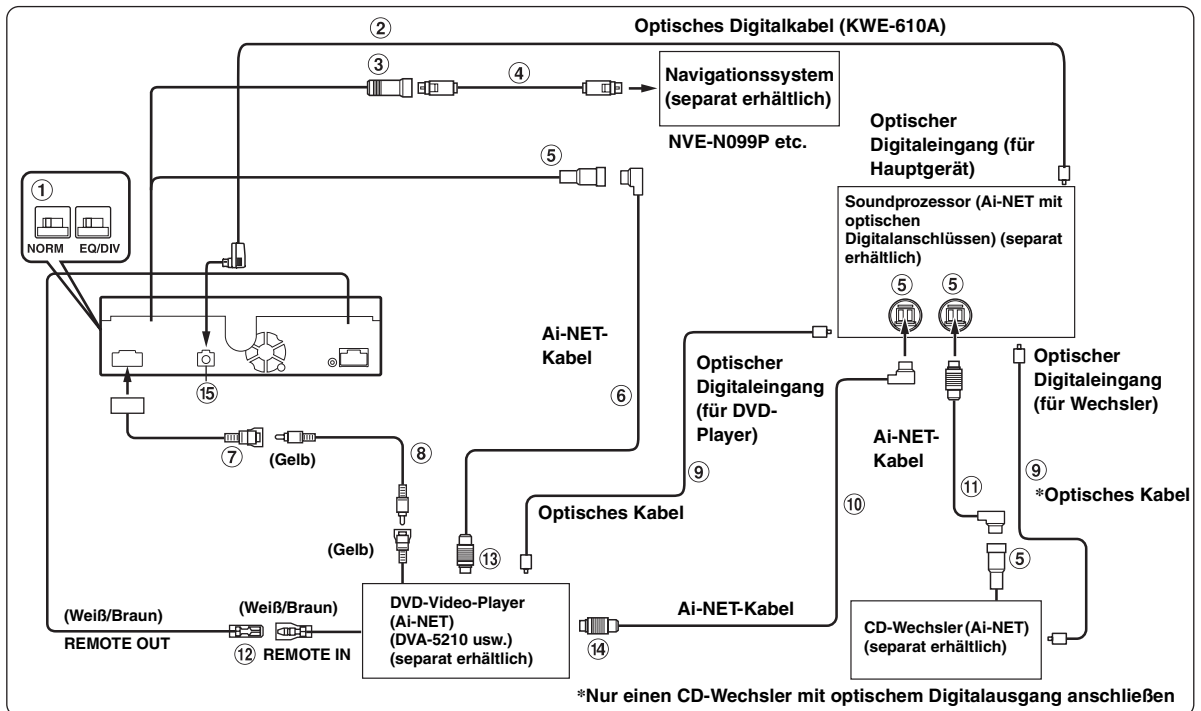 ②
Optisches Digitalkabel (KWE-610A)
③
④
Navigationssystem
(separat erhältlich)
NVE-N099P etc.
Optischer
Digitaleingang (für
Hauptgerät)
⑤
①
NORM EQ/DIV
Soundprozessor (Ai-NET mit
optischen
Digitalanschlüssen) (separat
erhältlich)
⑤ ⑤
Ai-NET-
Kabel
⑮
⑥
Optischer
Digitaleingang
(für DVD-
Player)
Optischer
Digitaleingang
(für Wechsler)
Ai-NET-
Kabel
⑦
(Gelb)
⑧
⑨
⑩
⑪
⑨
*Optisches Kabel
Optisches Kabel
(Gelb)
⑬
⑤
(Weiß/Braun)
REMOTE OUT
(Weiß/Braun)
⑫
REMOTE IN
DVD-Video-Player
(Ai-NET)
(DVA-5210 usw.)
(separat erhältlich)
Ai-NET-Kabel
⑭
CD-Wechsler (Ai-NET)
(separat erhältlich)
*Nur einen CD-Wechsler mit optischem Digitalausgang anschließen